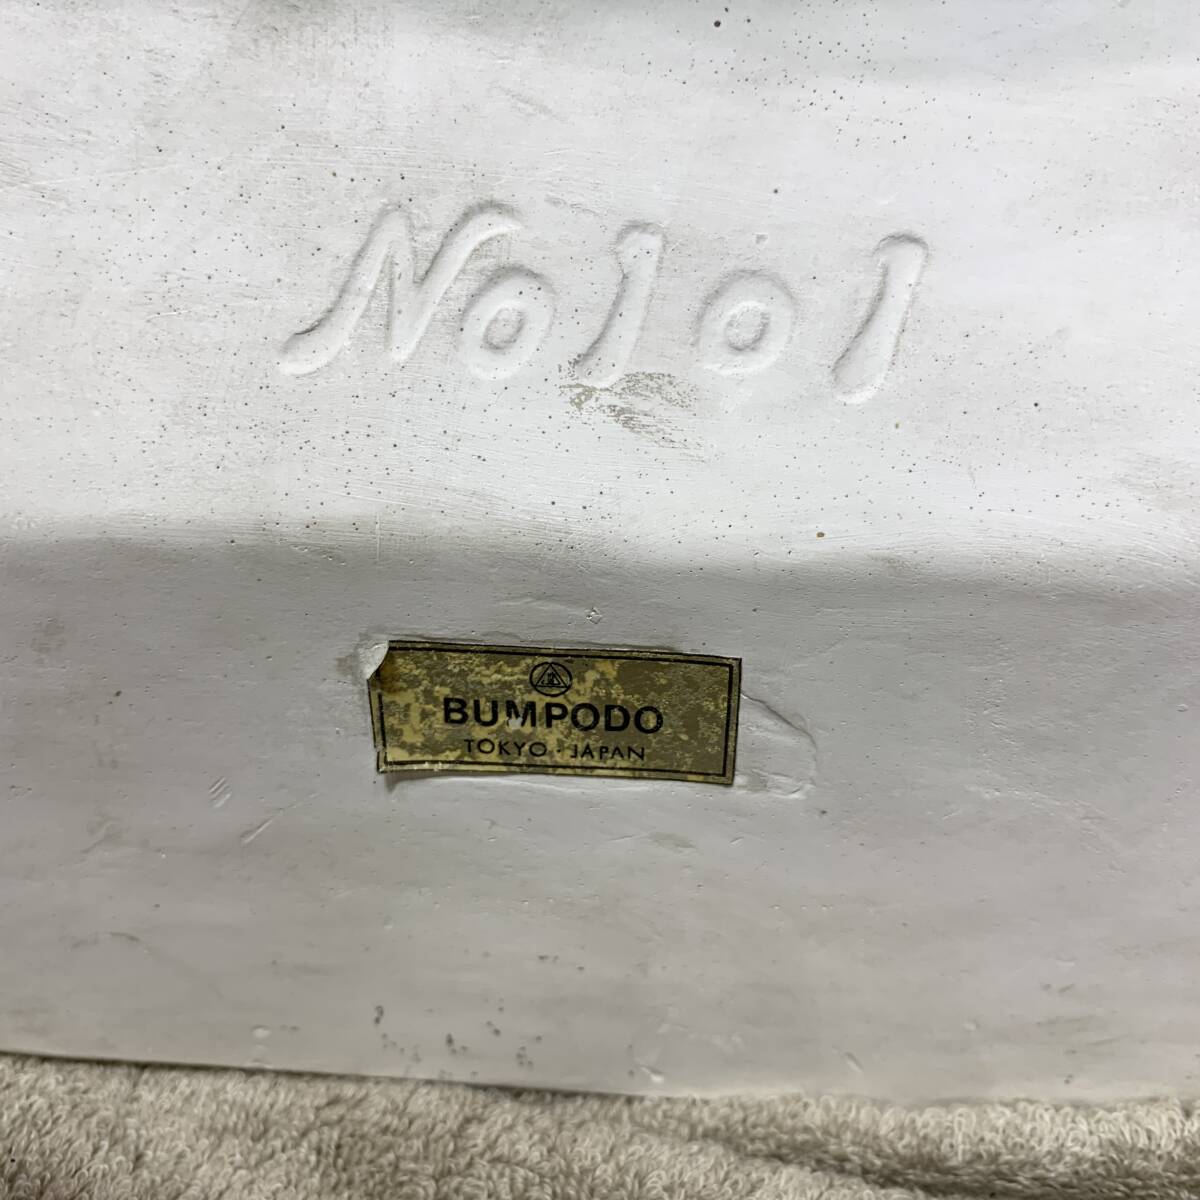 No101
BUMPODO
TOKYO · JAPAN